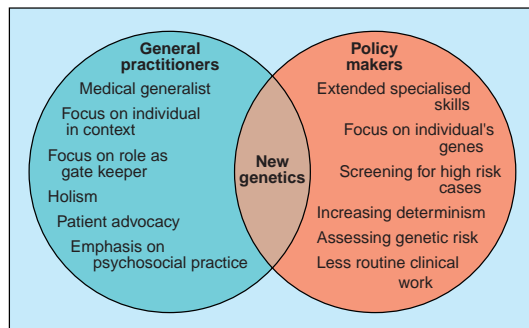 General
practitioners
Medical generalist
Focus on individual
in context
Focus on role as
gate keeper
Holism
Patient advocacy
Emphasis on
psychosocial practice
New
genetics
Policy
makers
Extended specialised
skills
Focus on individual's
genes
Screening for high risk
cases
Increasing determinism
Assessing genetic risk
Less routine clinical
work